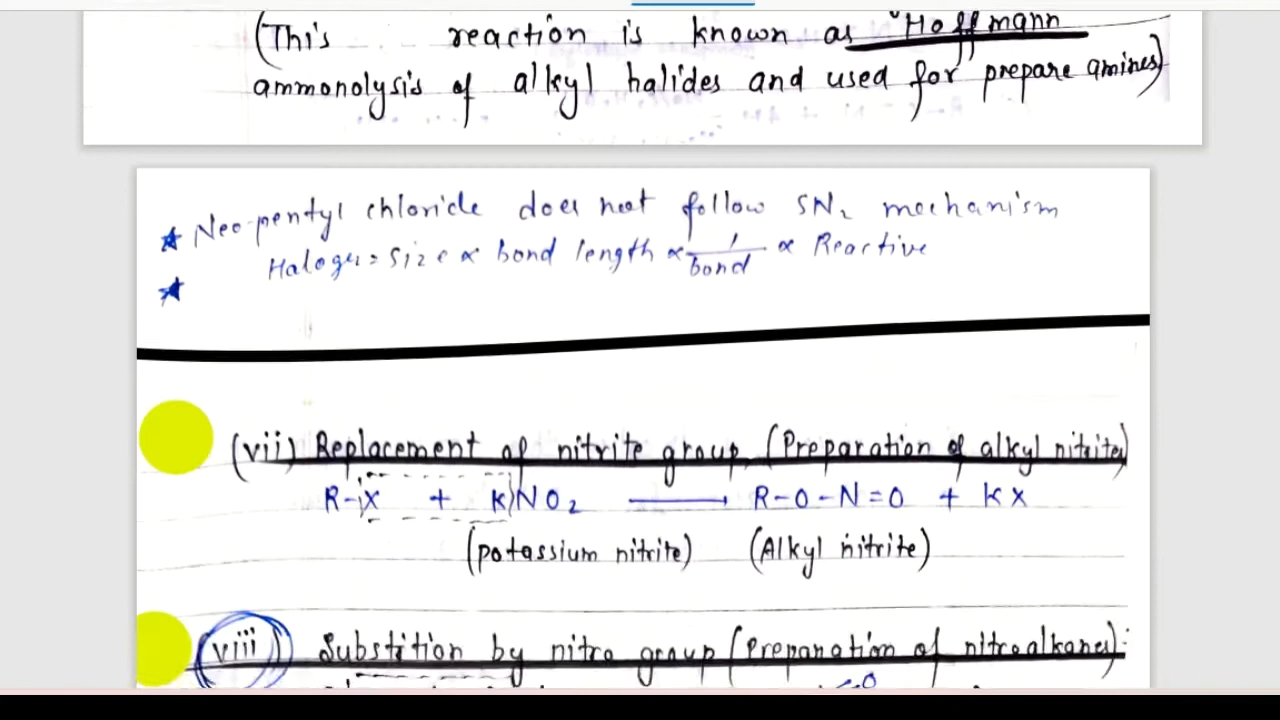 (This reaction is known as "Hoffmann
ammonolysis of alkyl halides and used for" prepare amines)
Neo-pentyl chloride does not follow SN₂ mechanism
Halogen = Size ∝ bond length ∝ 1/bond ∝ Reactive
(vii) Replacement of nitrite group (Preparation of alkyl nitrite)
R-X + K NO₂ → R-O-N=O + KX
(potassium nitrite) (Alkyl nitrite)
(viii) Substition by nitro group (Preparation of nitroalkanes):